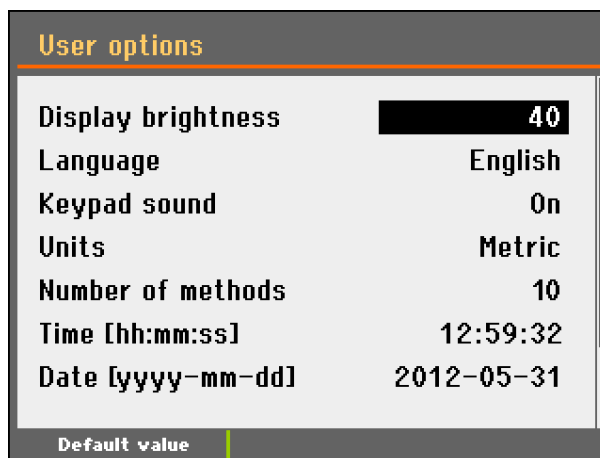 User options
Display brightness 40
Language English
Keypad sound On
Units Metric
Number of methods 10
Time [hh:mm:ss] 12:59:32
Date [yyyy-mm-dd] 2012-05-31
Default value